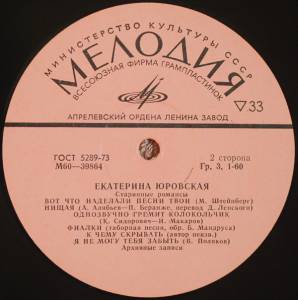 МИНИСТЕРСТВО КУЛЬТУРЫ СССР
МЕЛОДИЯ
ВСЕСОЮЗНАЯ ФИРМА ГРАМПЛАСТИНОК
33
АПРЕЛЕВСКИЙ ОРДЕНА ЛЕНИНА ЗАВОД
ГОСТ 5289-73
М60—39864
2 сторона
Гр. 3. 1-60
ЕКАТЕРИНА ЮРОВСКАЯ
Старинные романсы
ВОТ ЧТО НАДЕЛАЛИ ПЕСНИ ТВОИ (М. Штейнберг)
НИЩАЯ (А. Алябьев—П. Беранже, перевод Д. Ленского)
ОДНОЗВУЧНО ГРЕМИТ КОЛОКОЛЬЧИК
(К. Сидорович—И. Макаров)
ФИАЛКИ (таборная песня, обр. Б. Мандруса)
К ЧЕМУ СКРЫВАТЬ (автор неизв.)
Я НЕ МОГУ ТЕБЯ ЗАБЫТЬ (В. Поляков)
Архивные записи